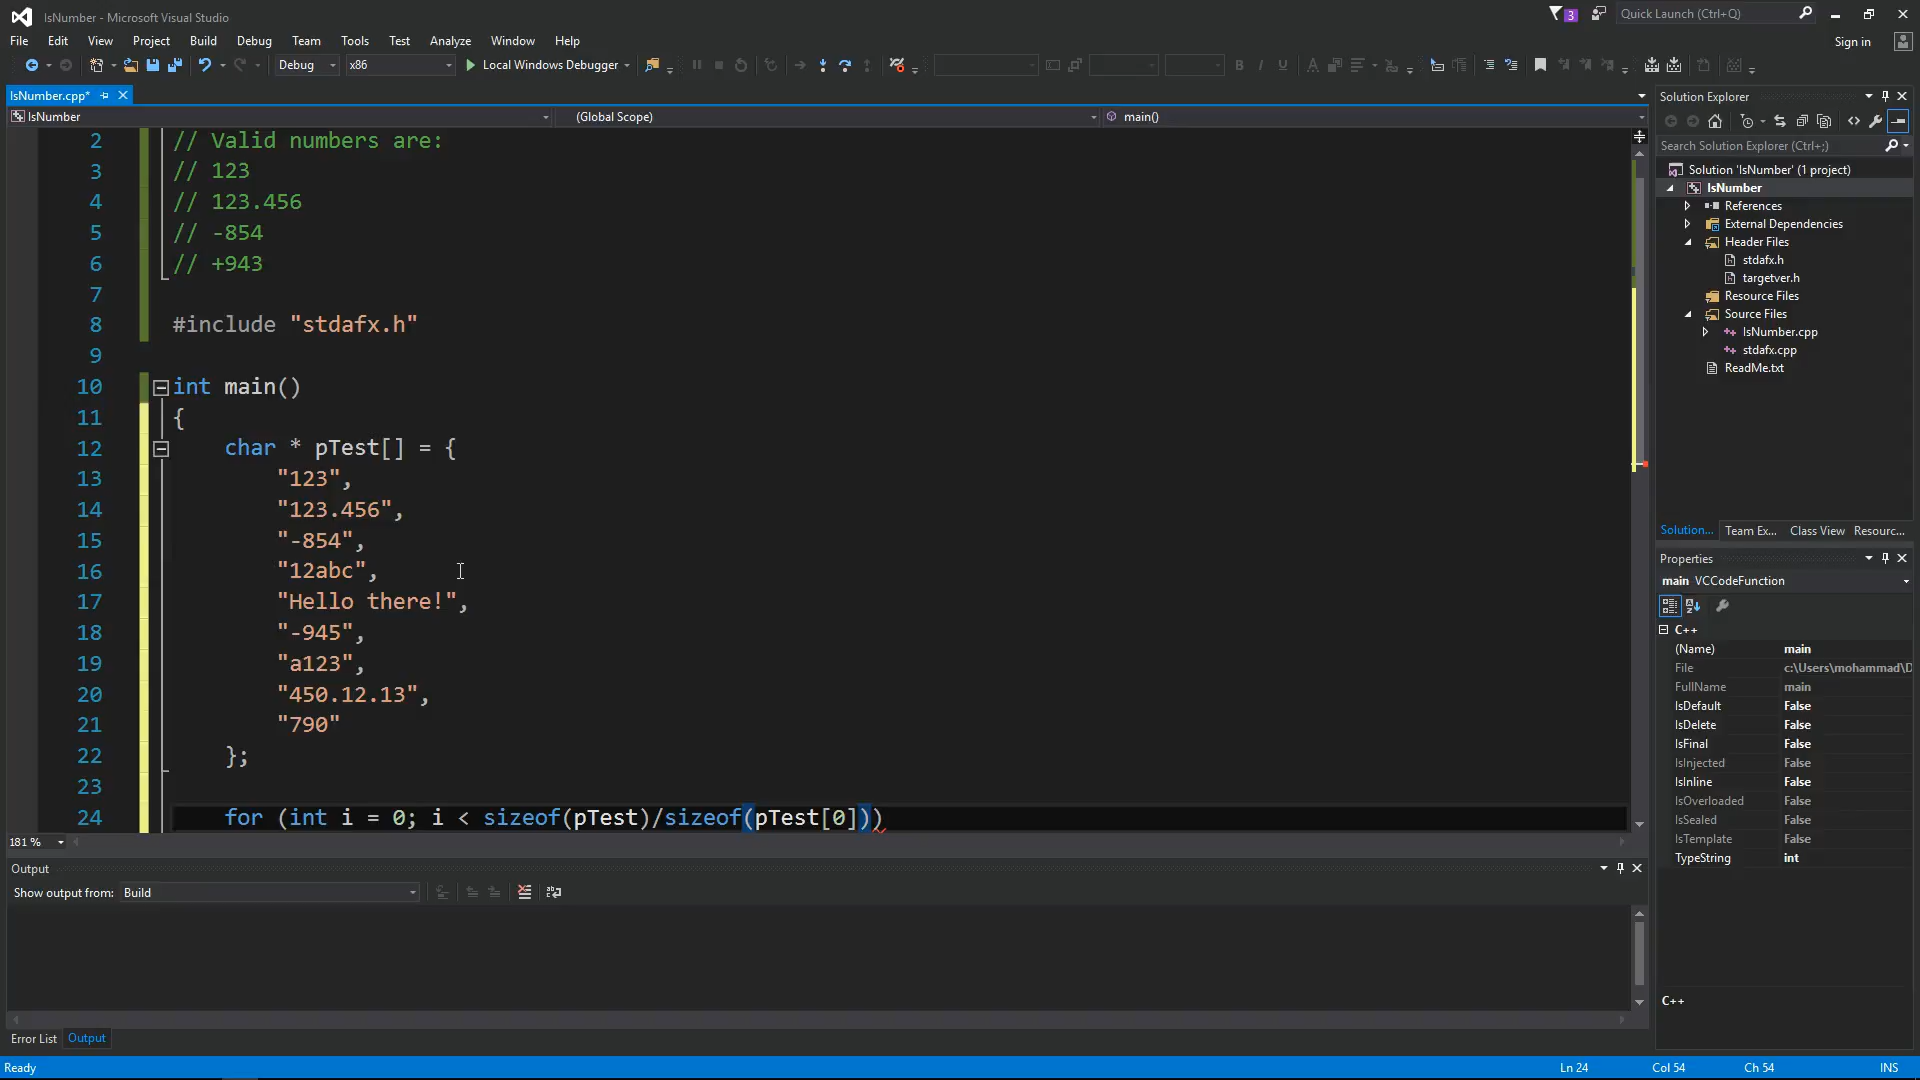 IsNumber - Microsoft Visual Studio
3
Quick Launch (Ctrl+Q)
File Edit View Project Build Debug Team Tools Test Analyze Window Help
Sign in
Debug x86 Local Windows Debugger
IsNumber.cpp*
IsNumber (Global Scope) main()
2 // Valid numbers are:
3 // 123
4 // 123.456
5 // -854
6 // +943
7
8 #include "stdafx.h"
9
10 int main()
11 {
12 char * pTest[] = {
13 "123",
14 "123.456",
15 "-854",
16 "12abc",
17 "Hello there!",
18 "-945",
19 "a123",
20 "450.12.13",
21 "790"
22 };
23
24 for (int i = 0; i < sizeof(pTest)/sizeof(pTest[0]))
181 %
Output
Show output from: Build
Error List Output
Solution Explorer
Search Solution Explorer (Ctrl+;)
Solution 'IsNumber' (1 project)
IsNumber
References
External Dependencies
Header Files
stdafx.h
targetver.h
Resource Files
Source Files
IsNumber.cpp
stdafx.cpp
ReadMe.txt
Solution... Team Ex... Class View Resourc...
Properties
main VCCodeFunction
C++
(Name) main
File c:\Users\mohammad\D
FullName main
IsDefault False
IsDelete False
IsFinal False
IsInjected False
IsInline False
IsOverloaded False
IsSealed False
IsTemplate False
TypeString int
C++
Ready Ln 24 Col 54 Ch 54 INS